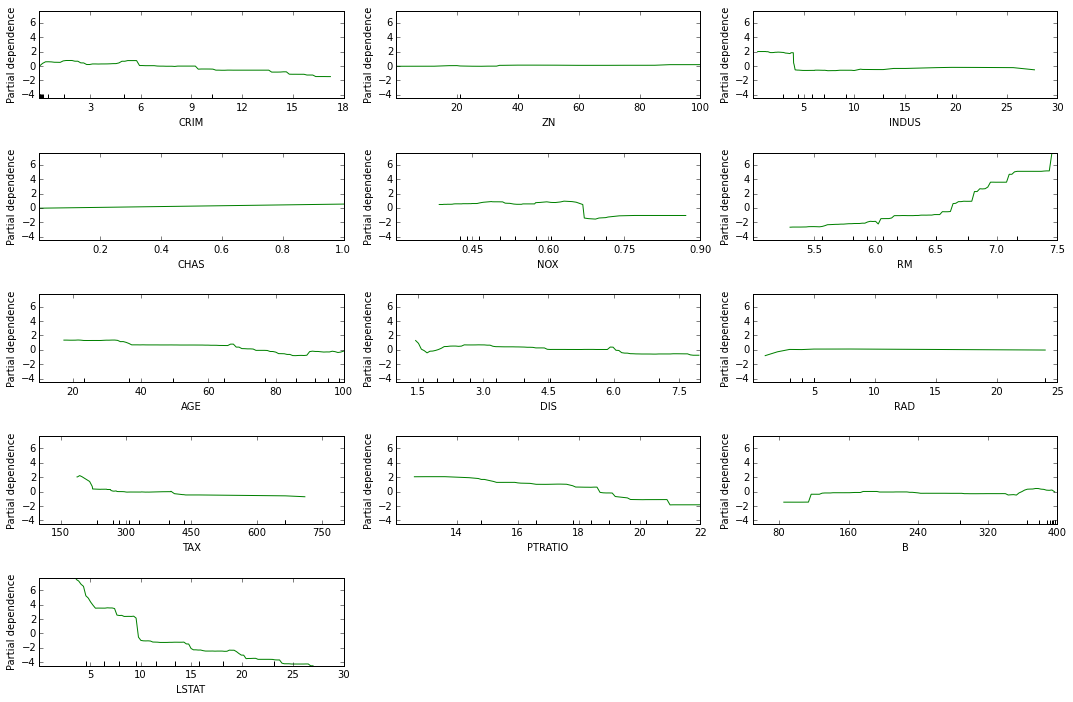 Partial dependence
6
4
2
0
−2
−4
3 6 9 12 15 18
CRIM
Partial dependence
6
4
2
0
−2
−4
20 40 60 80 100
ZN
Partial dependence
6
4
2
0
−2
−4
5 10 15 20 25 30
INDUS
Partial dependence
6
4
2
0
−2
−4
0.2 0.4 0.6 0.8 1.0
CHAS
Partial dependence
6
4
2
0
−2
−4
0.45 0.60 0.75 0.90
NOX
Partial dependence
6
4
2
0
−2
−4
5.5 6.0 6.5 7.0 7.5
RM
Partial dependence
6
4
2
0
−2
−4
20 40 60 80 100
AGE
Partial dependence
6
4
2
0
−2
−4
1.5 3.0 4.5 6.0 7.5
DIS
Partial dependence
6
4
2
0
−2
−4
5 10 15 20 25
RAD
Partial dependence
6
4
2
0
−2
−4
150 300 450 600 750
TAX
Partial dependence
6
4
2
0
−2
−4
14 16 18 20 22
PTRATIO
Partial dependence
6
4
2
0
−2
−4
80 160 240 320 400
B
Partial dependence
6
4
2
0
−2
−4
5 10 15 20 25 30
LSTAT